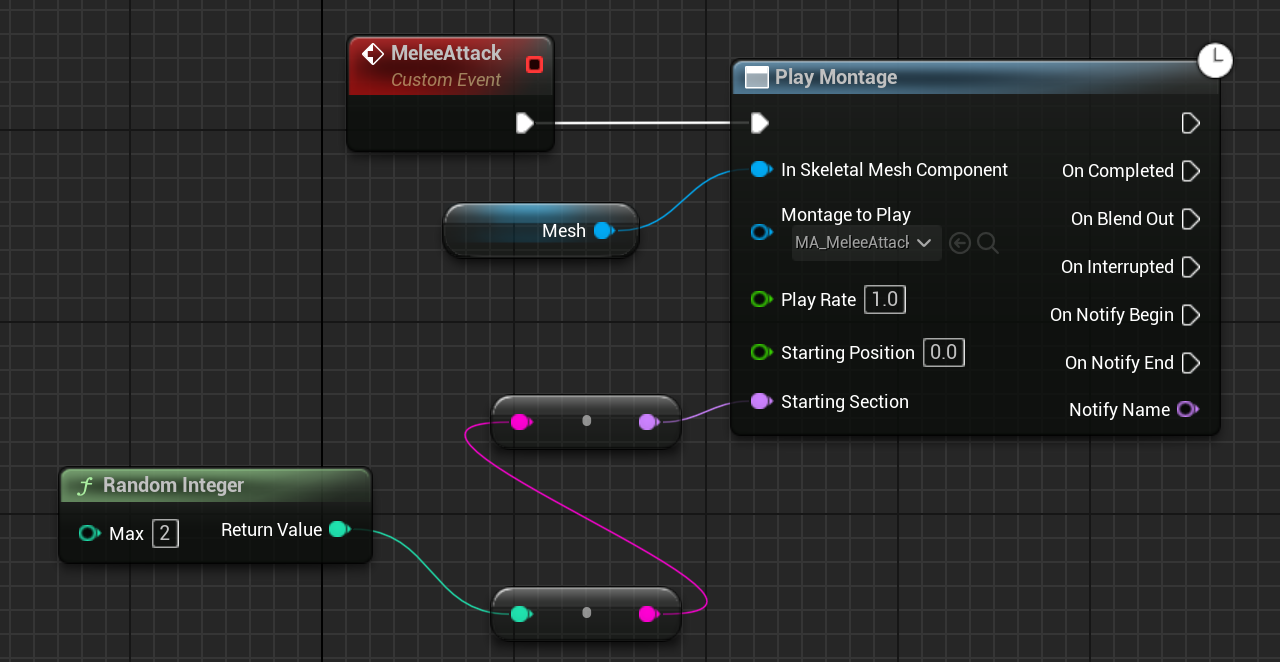 MeleeAttack
Custom Event
Play Montage
In Skeletal Mesh Component
On Completed
Mesh
Montage to Play
On Blend Out
MA_MeleeAttack
On Interrupted
Play Rate 1.0
On Notify Begin
Starting Position 0.0
On Notify End
Starting Section
Notify Name
f Random Integer
Max 2
Return Value